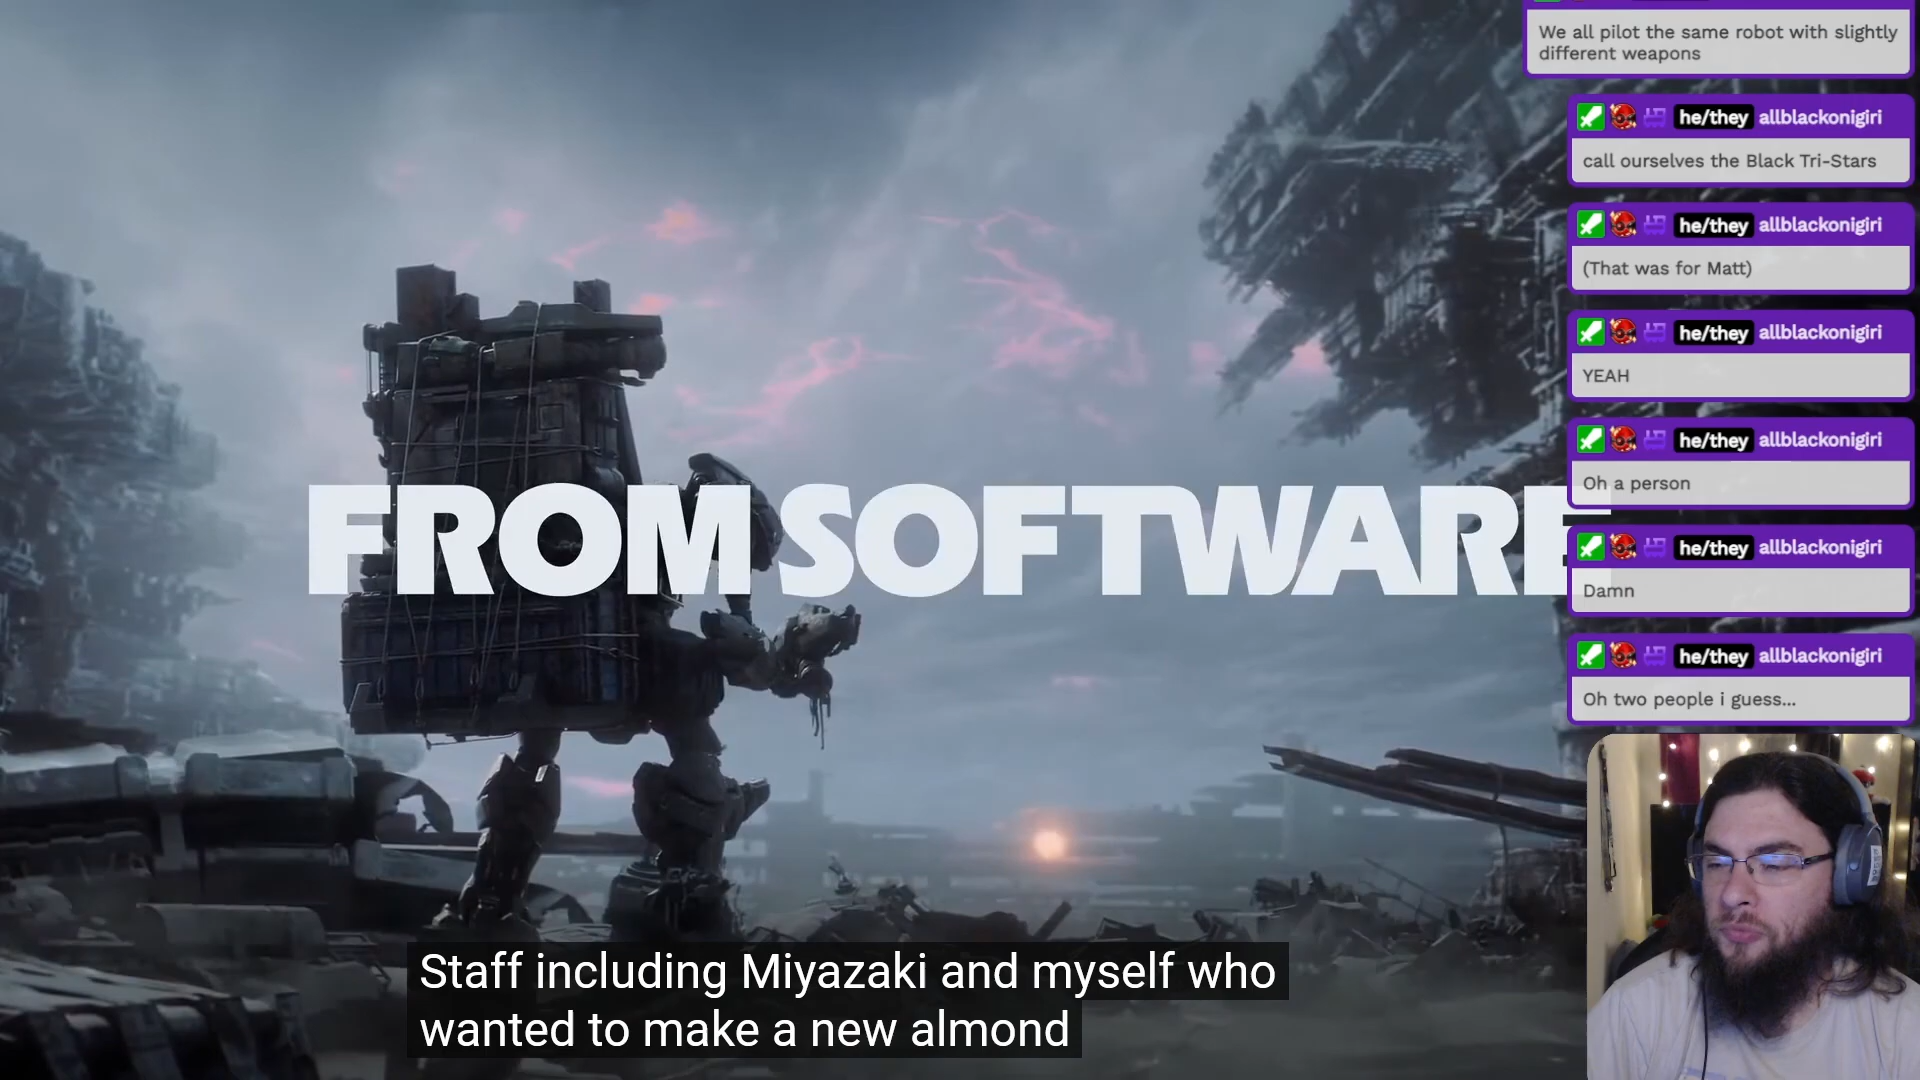 We all pilot the same robot with slightly
different weapons
he/they allblackonigiri
call ourselves the Black Tri-Stars
he/they allblackonigiri
(That was for Matt)
he/they allblackonigiri
YEAH
he/they allblackonigiri
Oh a person
he/they allblackonigiri
Damn
he/they allblackonigiri
Oh two people i guess...
FROM SOFTWARE
Staff including Miyazaki and myself who
wanted to make a new almond